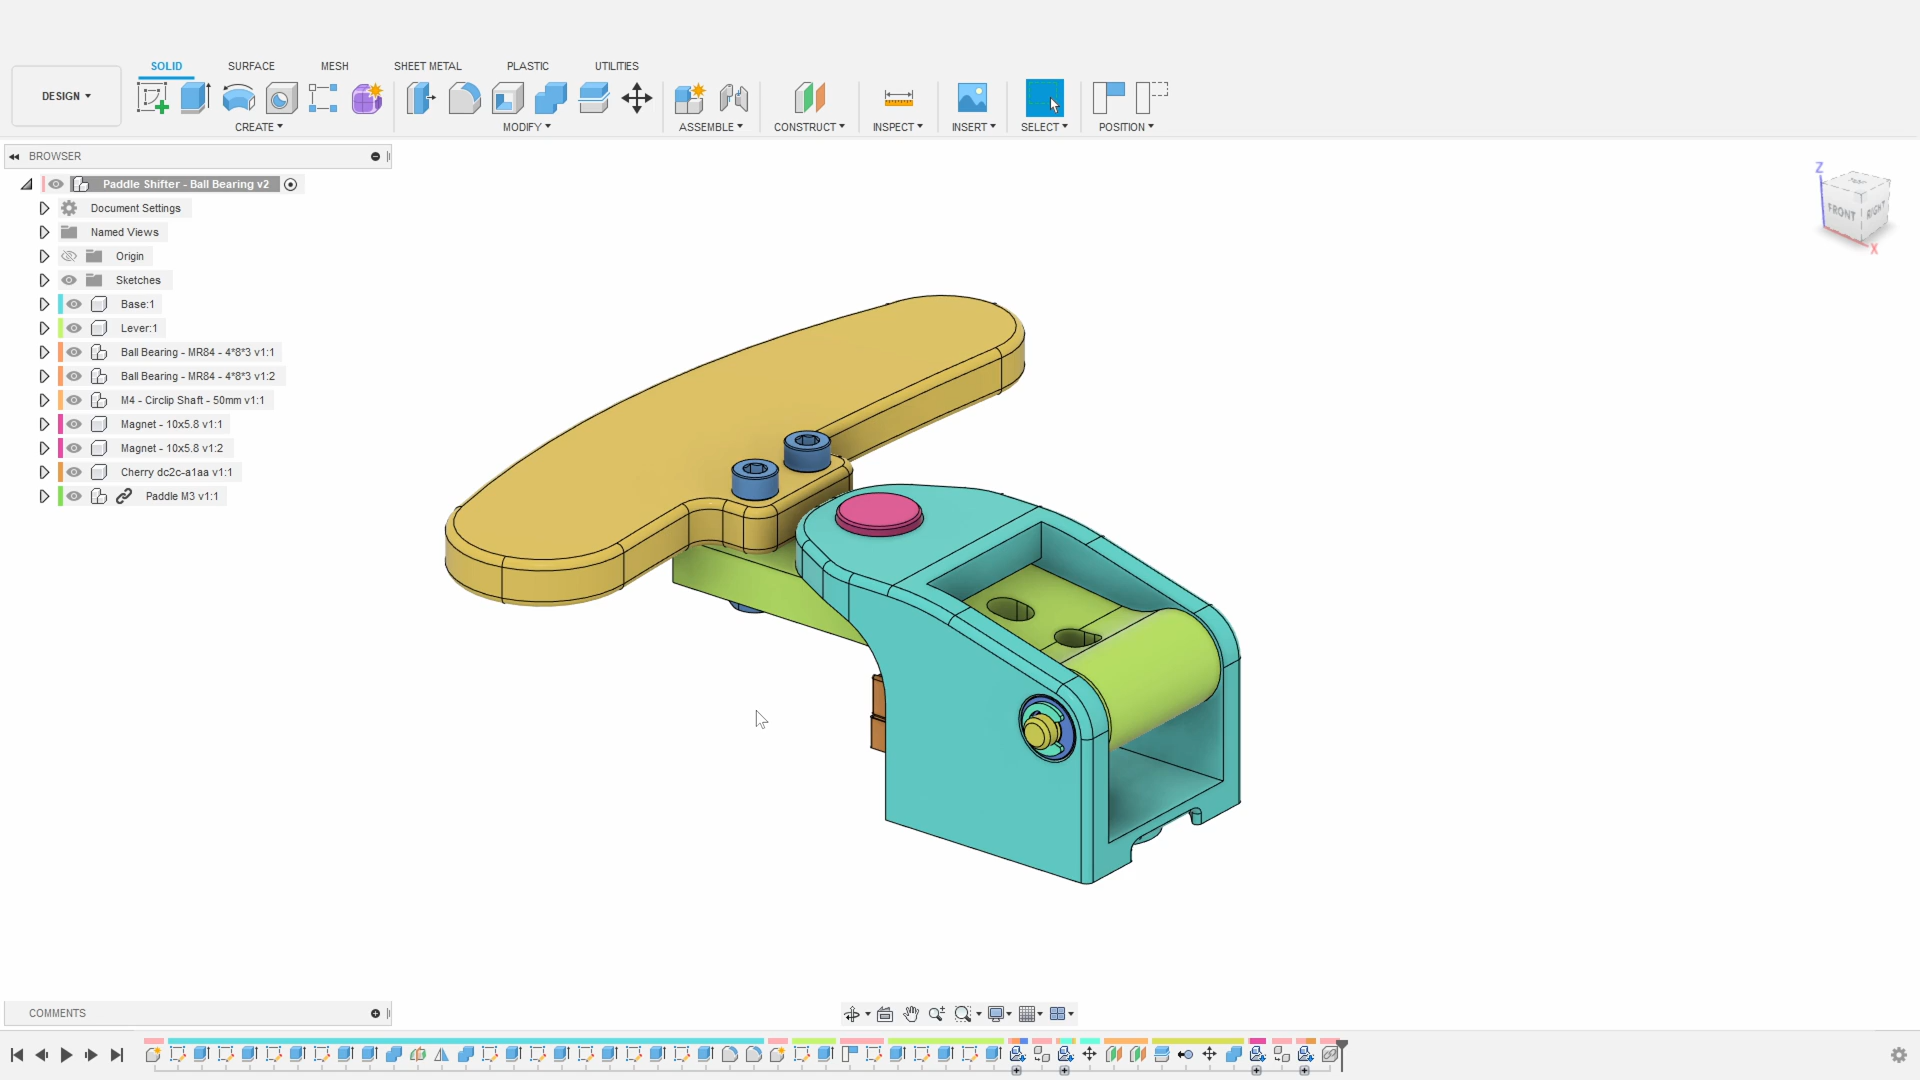 SOLID SURFACE MESH SHEET METAL PLASTIC UTILITIES
DESIGN
CREATE MODIFY ASSEMBLE CONSTRUCT INSPECT INSERT SELECT POSITION
BROWSER
Paddle Shifter - Ball Bearing v2
Document Settings
Named Views
Origin
Sketches
Base:1
Lever:1
Ball Bearing - MR84 - 4*8*3 v1:1
Ball Bearing - MR84 - 4*8*3 v1:2
M4 - Circlip Shaft - 50mm v1:1
Magnet - 10x5.8 v1:1
Magnet - 10x5.8 v1:2
Cherry dc2c-a1aa v1:1
Paddle M3 v1:1
Z
FRONT RIGHT
X
COMMENTS